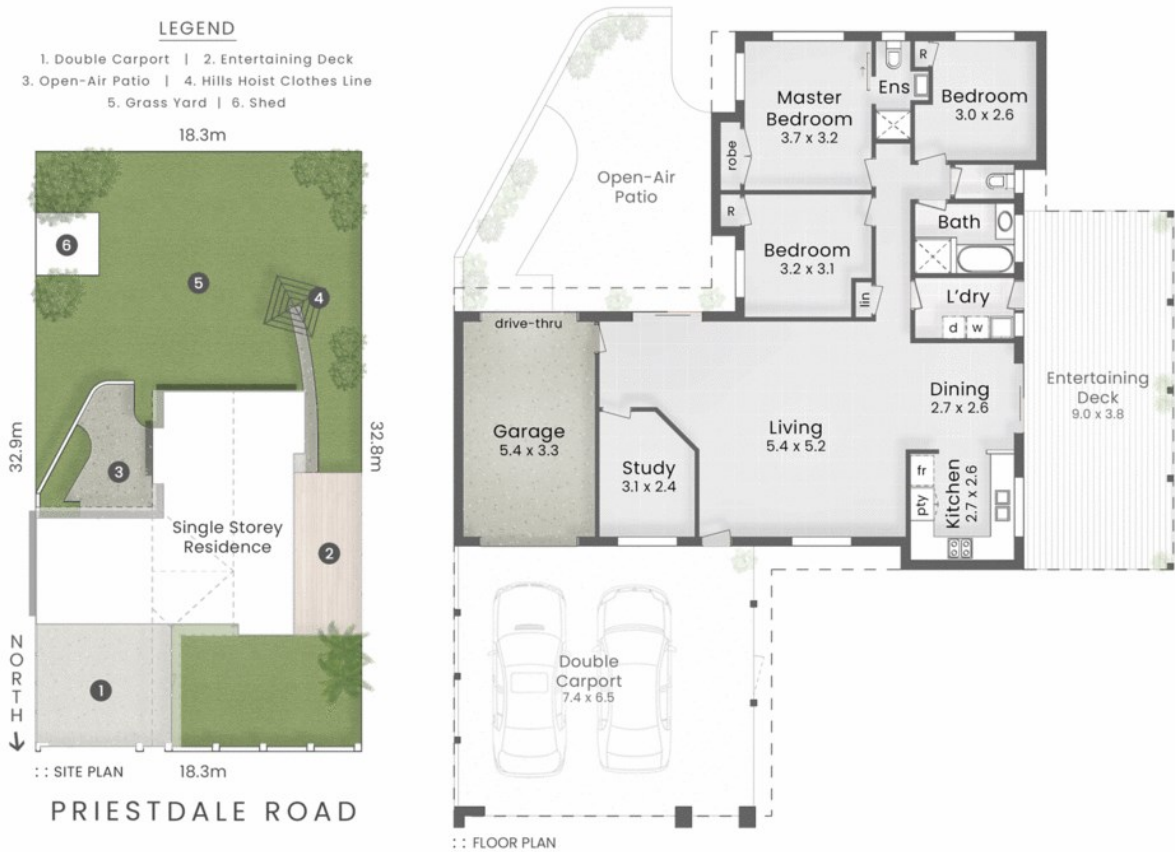 LEGEND
1. Double Carport | 2. Entertaining Deck
3. Open-Air Patio | 4. Hills Hoist Clothes Line
5. Grass Yard | 6. Shed
18.3m
6
5
4
32.9m
32.8m
3
Single Storey
Residence
2
NORTH
1
:: SITE PLAN
18.3m
PRIESTDALE ROAD
Open-Air
Patio
Master
Bedroom
3.7 x 3.2
robe
Ens
R
Bedroom
3.0 x 2.6
R
Bedroom
3.2 x 3.1
lin
Bath
L'dry
d
w
drive-thru
Garage
5.4 x 3.3
Study
3.1 x 2.4
Living
5.4 x 5.2
Dining
2.7 x 2.6
fr
pty
Kitchen
2.7 x 2.6
Entertaining
Deck
9.0 x 3.8
Double
Carport
7.4 x 6.5
:: FLOOR PLAN